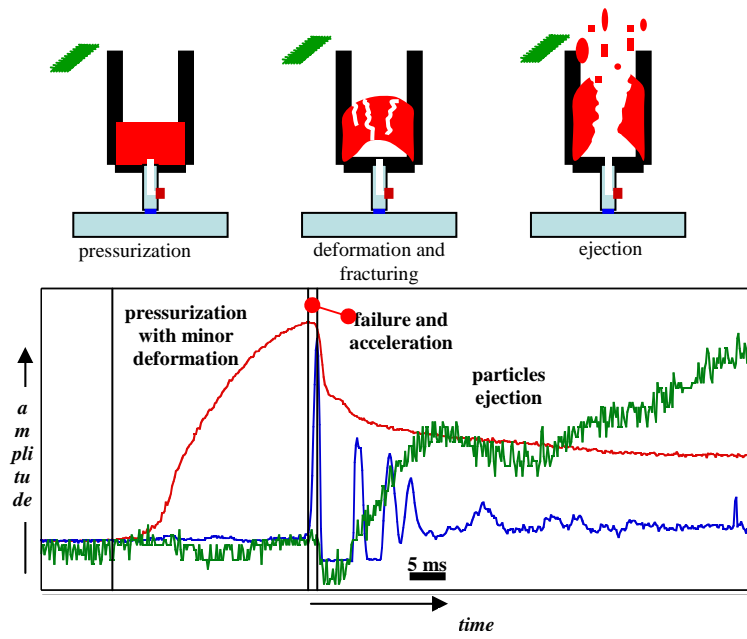 pressurization
deformation and
fracturing
ejection
pressurization
with minor
deformation
failure and
acceleration
particles
ejection
a
m
pli
tu
de
5 ms
time